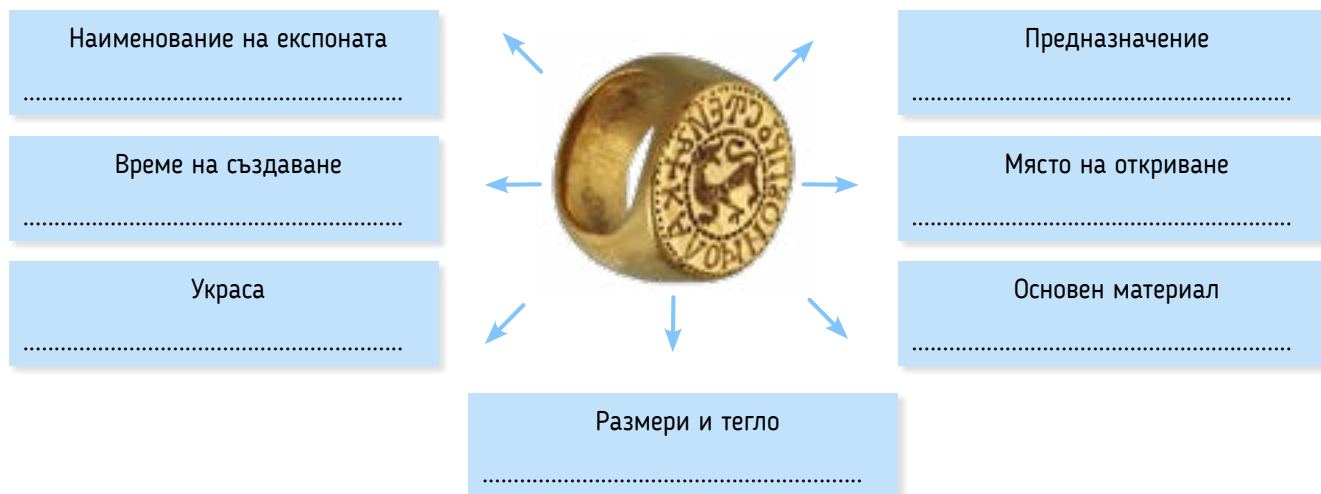 Наименование на експоната
..................................................
Време на създаване
..................................................
Украса
..................................................
Предназначение
..................................................
Място на откриване
..................................................
Основен материал
..................................................
Размери и тегло
..................................................